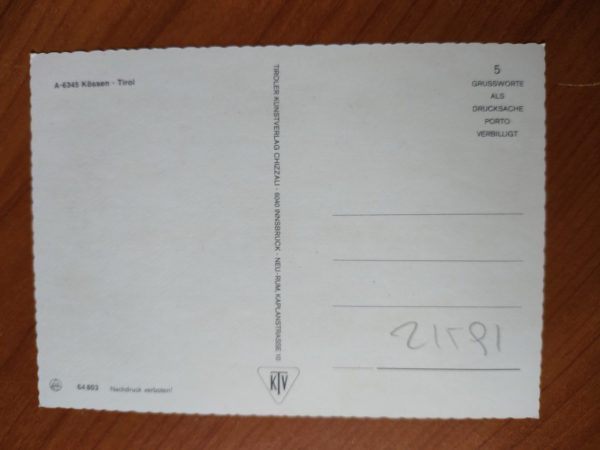 A-6345 Kössen - Tirol
TIROLER KUNSTVERLAG CHIZZALI · 6040 INNSBRUCK · NEU-RUM, KAPLANSTRASSE 10
KTV
5
GRUSSWORTE
ALS
DRUCKSACHE
PORTO
VERBILLIGT
64 803 Nachdruck verboten!